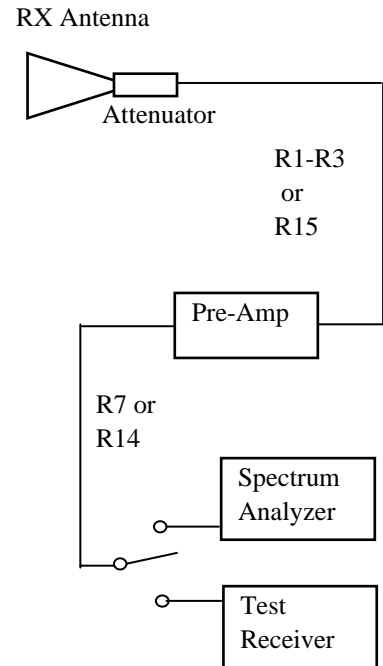 RX Antenna
Attenuator
R1-R3
or
R15
Pre-Amp
R7 or
R14
Spectrum
Analyzer
Test
Receiver